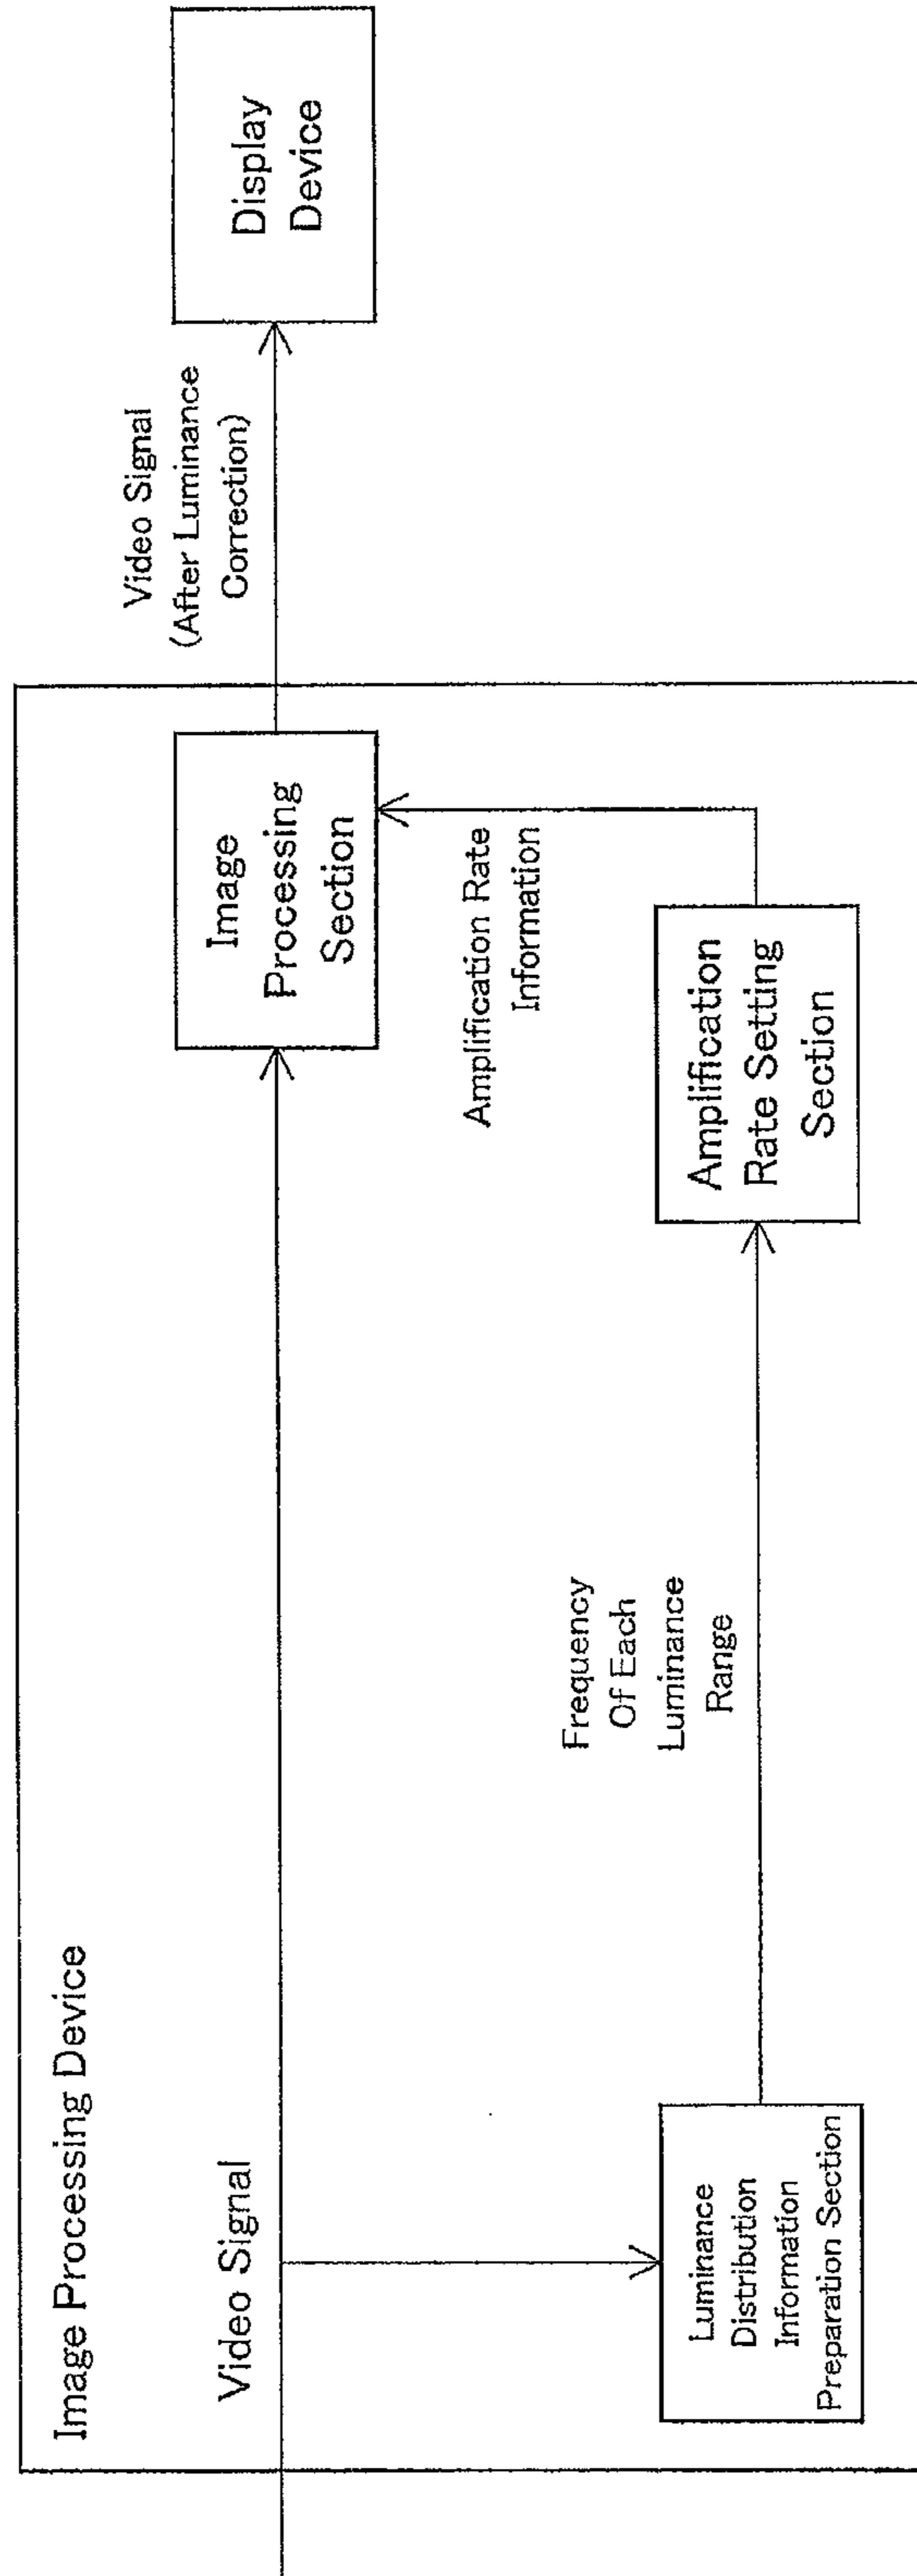 Image Processing Device
Video Signal
Luminance
Distribution
Information
Preparation Section
Frequency
Of Each
Luminance
Range
Amplification
Rate Setting
Section
Amplification Rate
Information
Image
Processing
Section
Video Signal
(After Luminance
Correction)
Display
Device